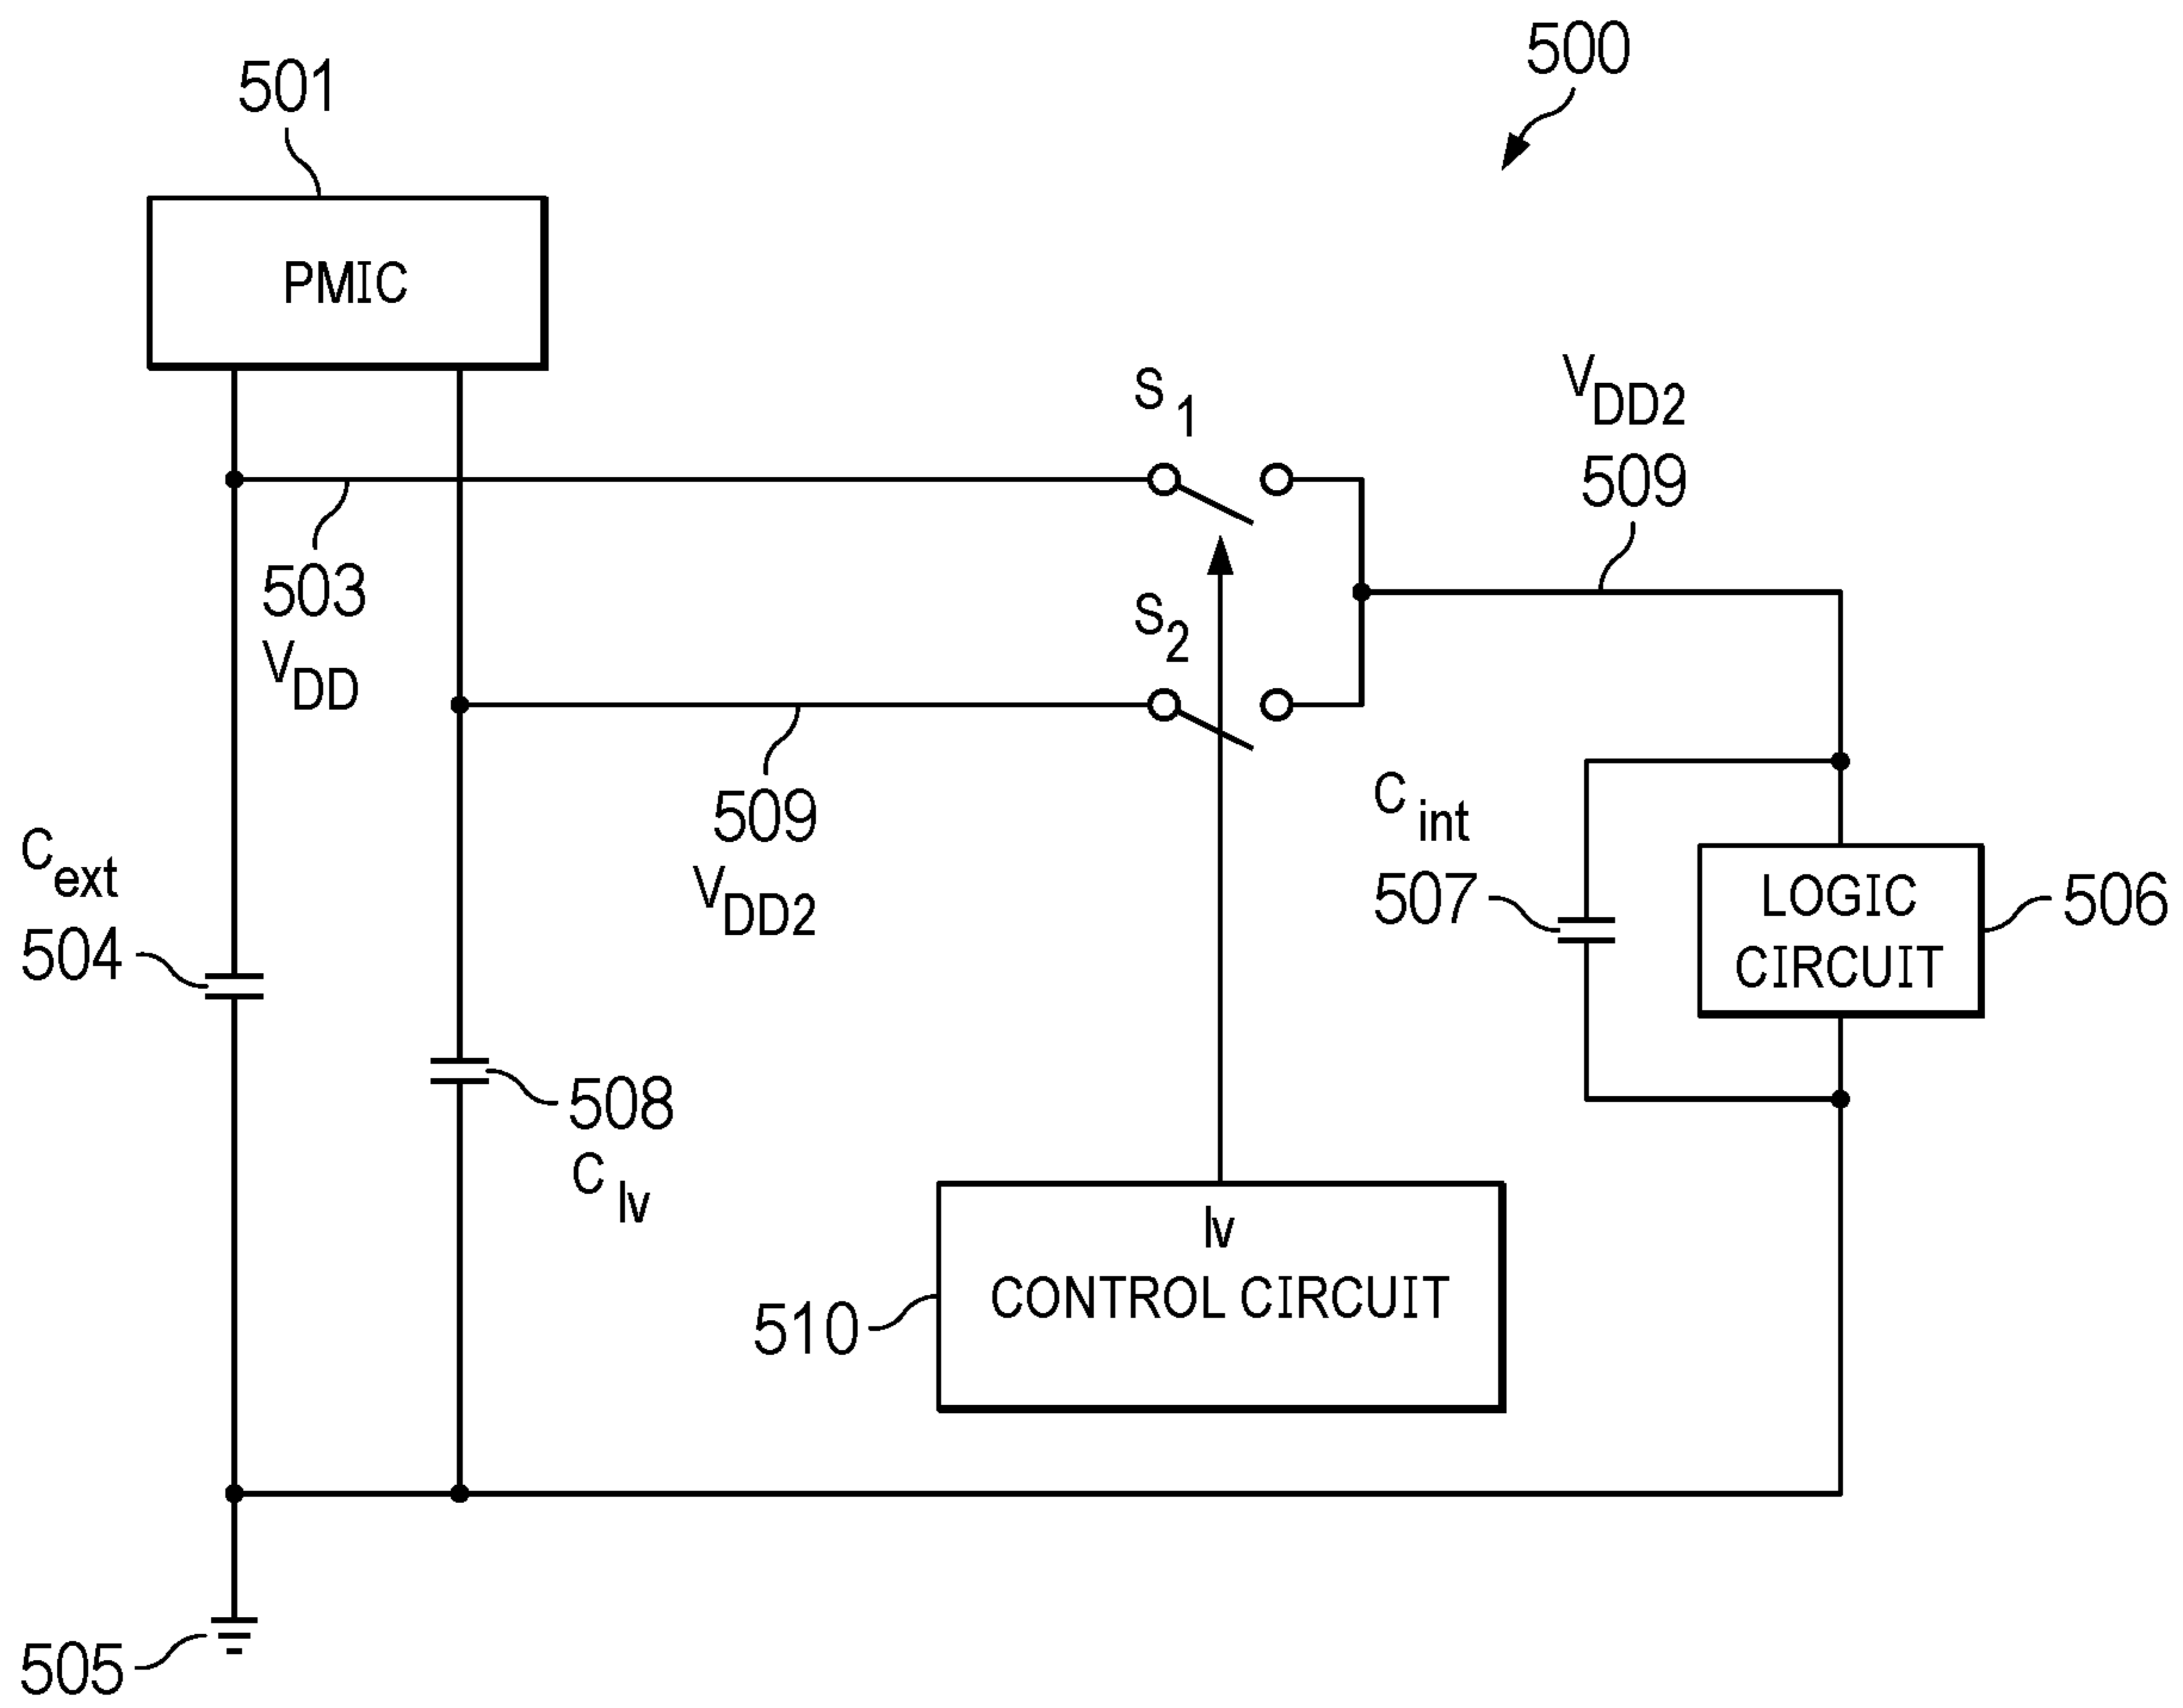 500
501
PMIC
S1
VDD2
509
503
VDD
S2
509
VDD2
Cint
507
LOGIC
CIRCUIT
506
Cext
504
508
Clv
lv
CONTROL CIRCUIT
510
505